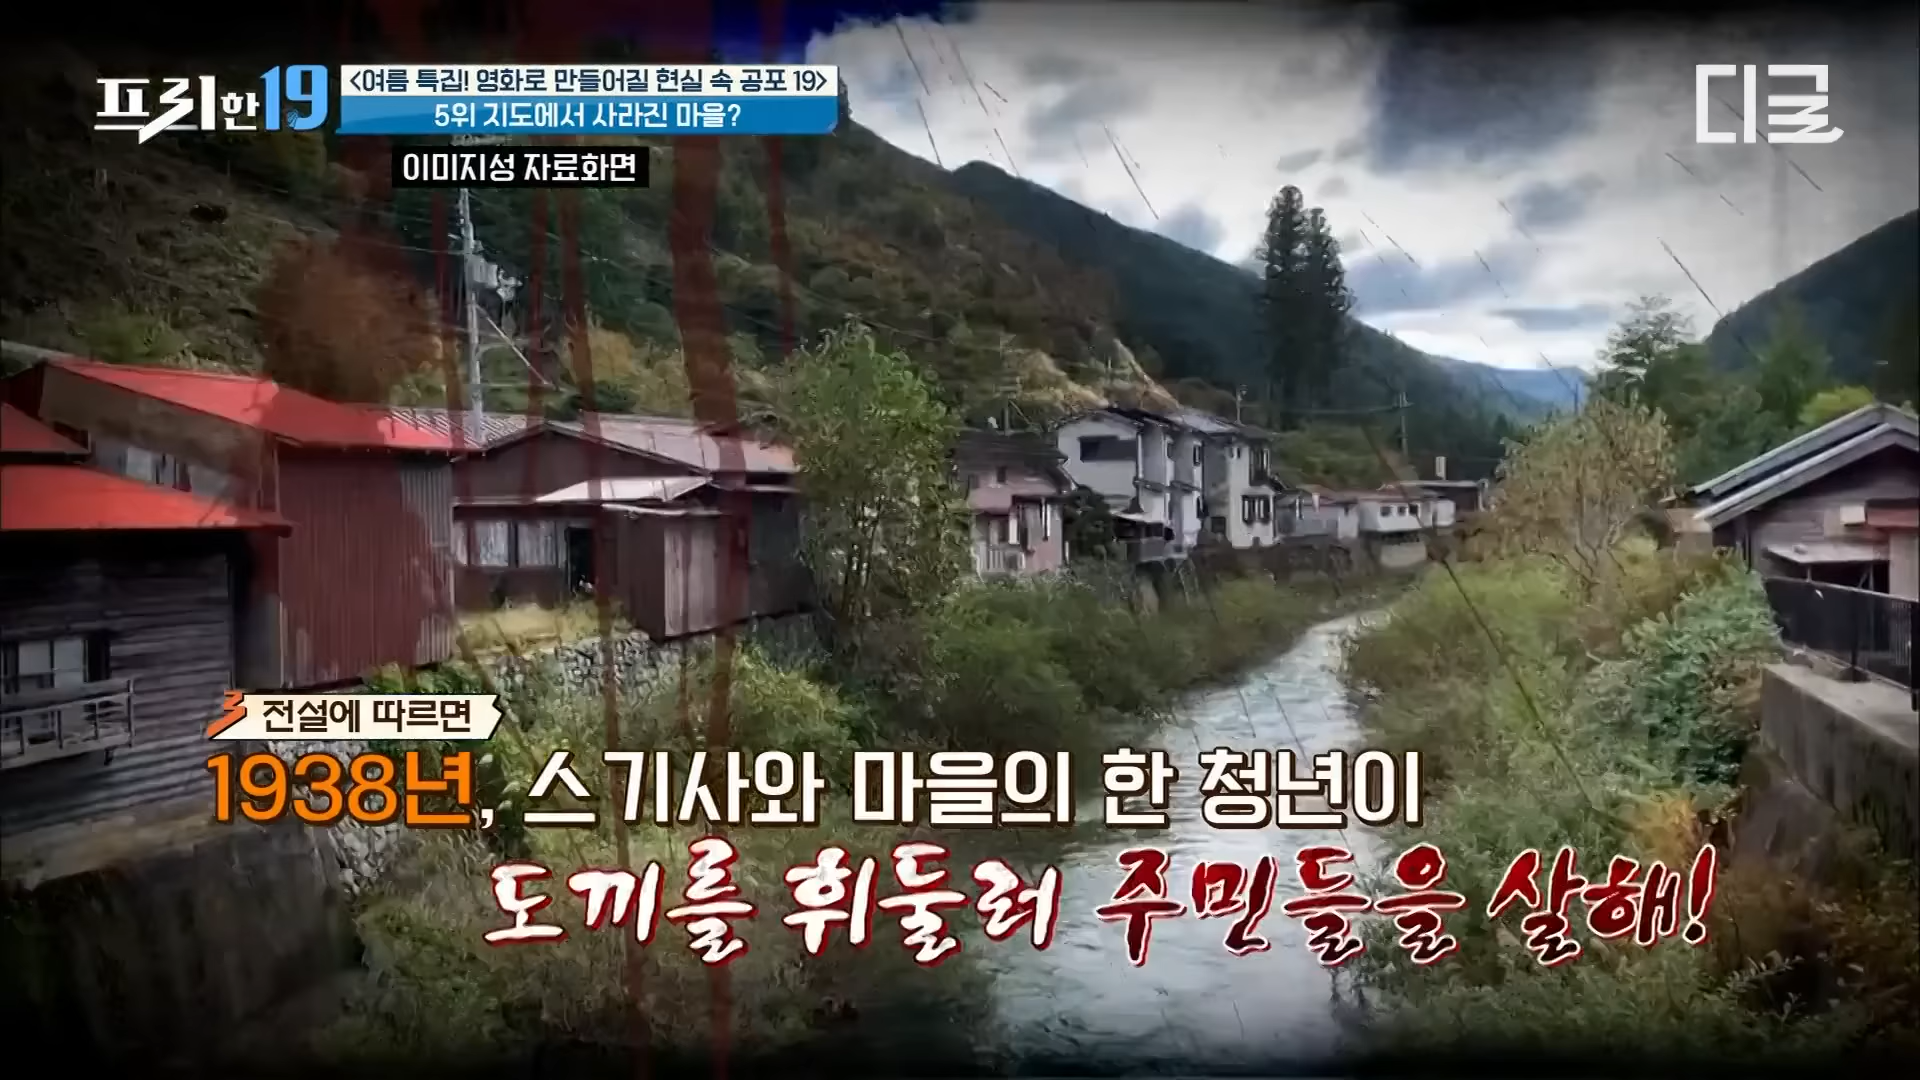 프리한19
<여름 특집! 영화로 만들어질 현실 속 공포 19>
5위 지도에서 사라진 마을?
디글
이미지성 자료화면
전설에 따르면
1938년, 스기사와 마을의 한 청년이
도끼를 휘둘러 주민들을 살해!